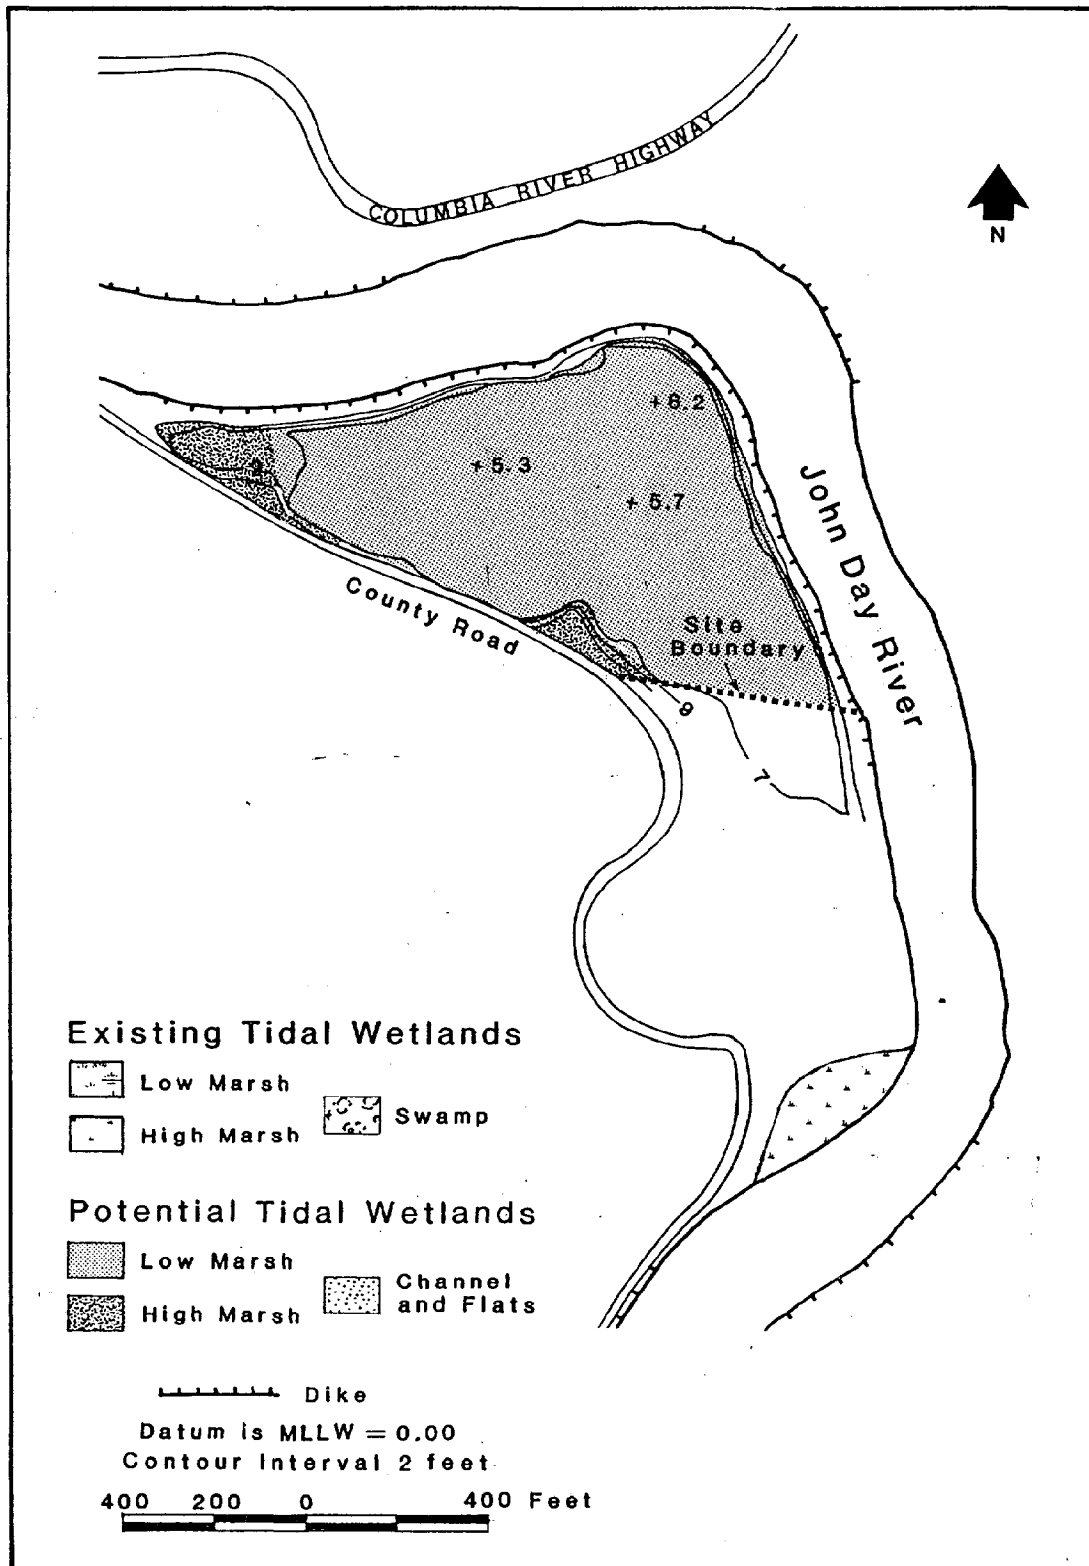 COLUMBIA RIVER HIGHWAY
N
+6.2
+5.3
+5.7
9
John Day River
County Road
Site
Boundary
9
7
Existing Tidal Wetlands
Low Marsh
High Marsh
Swamp
Potential Tidal Wetlands
Low Marsh
High Marsh
Channel
and Flats
Dike
Datum is MLLW = 0.00
Contour Interval 2 feet
400 200 0 400 Feet